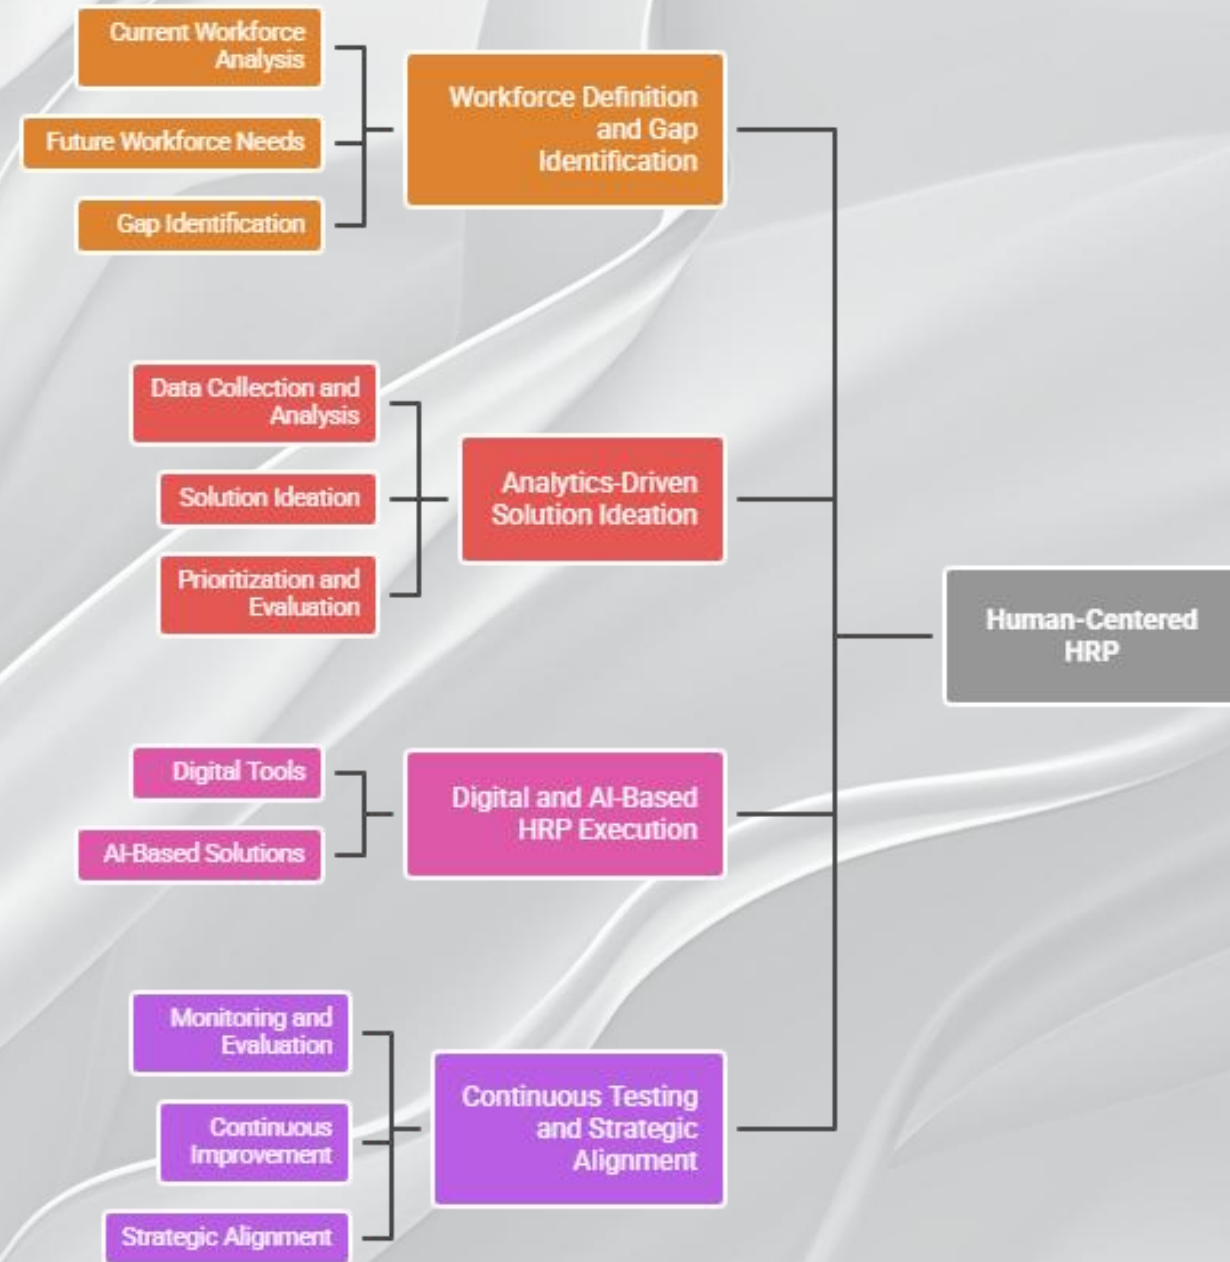 Current Workforce
Analysis
Future Workforce Needs
Gap Identification
Workforce Definition
and Gap
Identification
Data Collection and
Analysis
Solution Ideation
Prioritization and
Evaluation
Analytics-Driven
Solution Ideation
Digital Tools
AI-Based Solutions
Digital and AI-Based
HRP Execution
Monitoring and
Evaluation
Continuous
Improvement
Strategic Alignment
Continuous Testing
and Strategic
Alignment
Human-Centered
HRP